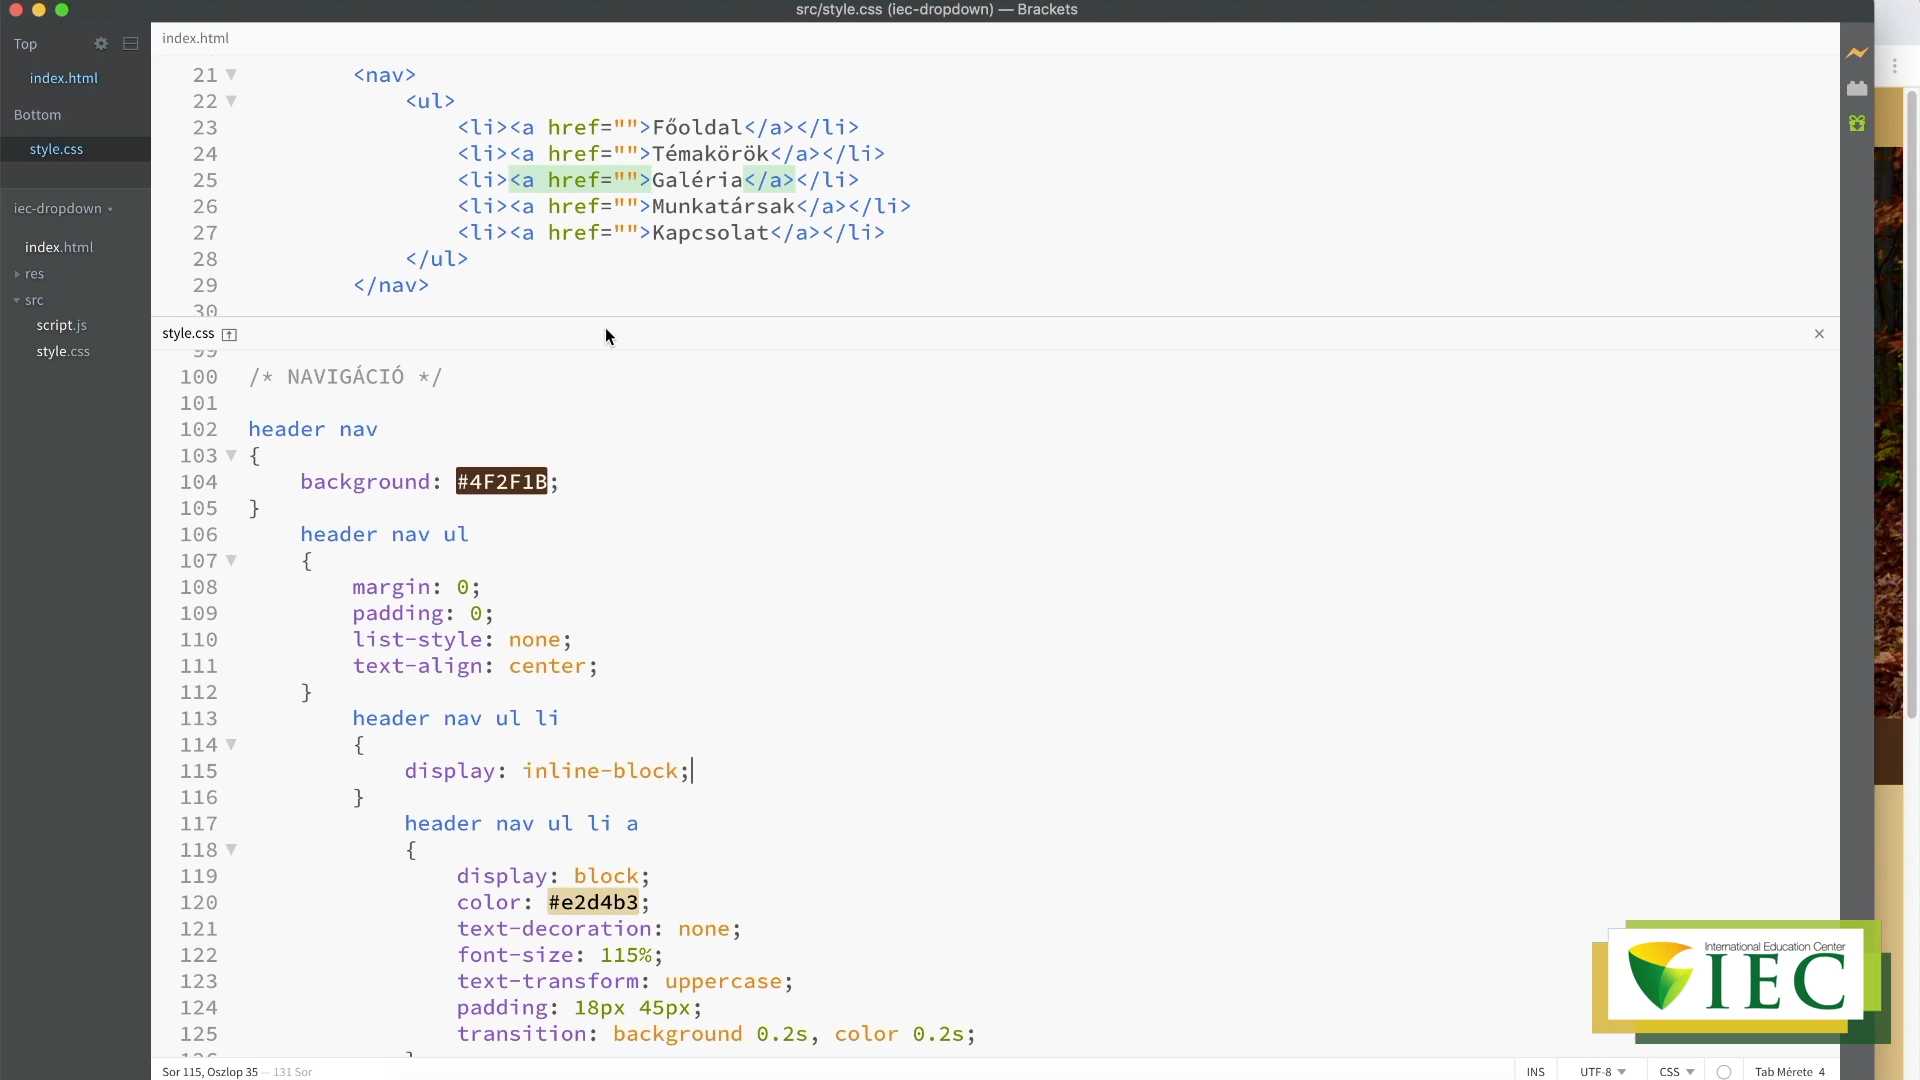 src/style.css (iec-dropdown) — Brackets
Top
index.html
Bottom
style.css
iec-dropdown
index.html
res
src
script.js
style.css
index.html
21 <nav>
22 <ul>
23 <li><a href="">Főoldal</a></li>
24 <li><a href="">Témakörök</a></li>
25 <li><a href="">Galéria</a></li>
26 <li><a href="">Munkatársak</a></li>
27 <li><a href="">Kapcsolat</a></li>
28 </ul>
29 </nav>
30
style.css
99
100 /* NAVIGÁCIÓ */
101
102 header nav
103 {
104 background: #4F2F1B;
105 }
106 header nav ul
107 {
108 margin: 0;
109 padding: 0;
110 list-style: none;
111 text-align: center;
112 }
113 header nav ul li
114 {
115 display: inline-block;
116 }
117 header nav ul li a
118 {
119 display: block;
120 color: #e2d4b3;
121 text-decoration: none;
122 font-size: 115%;
123 text-transform: uppercase;
124 padding: 18px 45px;
125 transition: background 0.2s, color 0.2s;
International Education Center
IEC
Sor 115, Oszlop 35 — 131 Sor
INS UTF-8 CSS Tab Mérete 4